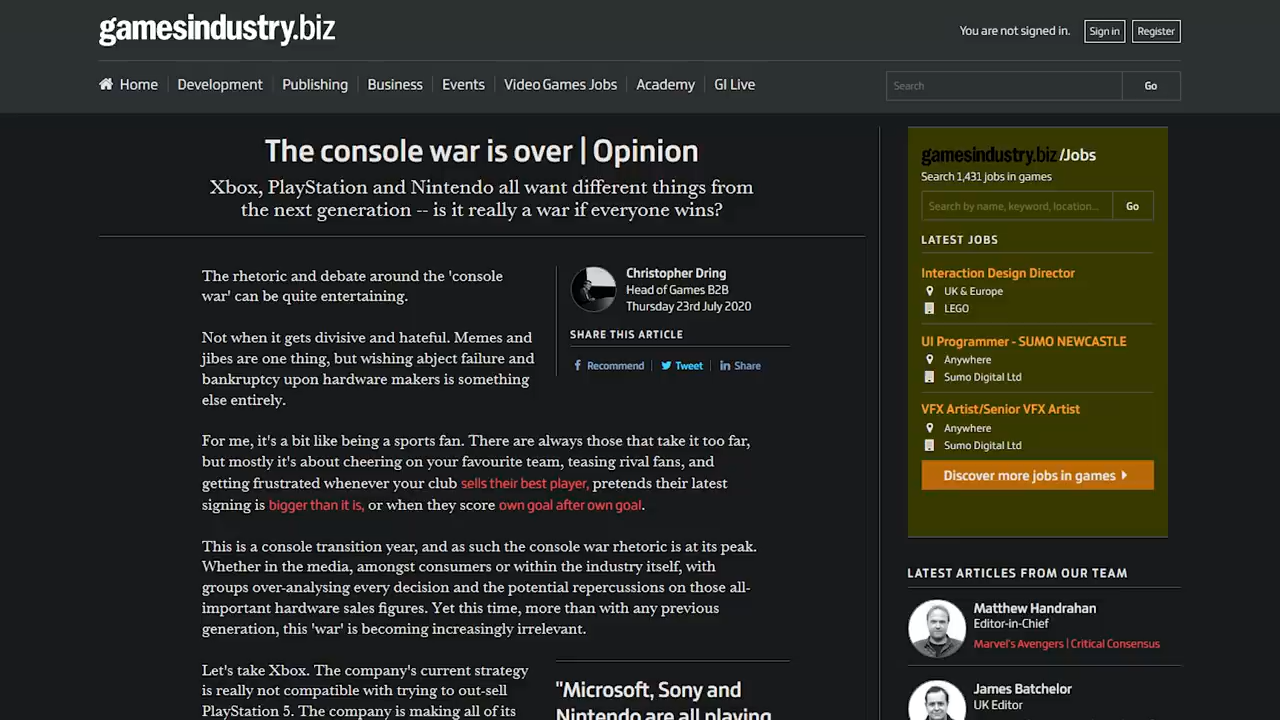 gamesindustry.biz
You are not signed in.
Sign in
Register
Home
Development
Publishing
Business
Events
Video Games Jobs
Academy
GI Live
Search
Go
The console war is over | Opinion
Xbox, PlayStation and Nintendo all want different things from
the next generation -- is it really a war if everyone wins?
The rhetoric and debate around the 'console
war' can be quite entertaining.
Not when it gets divisive and hateful. Memes and
jibes are one thing, but wishing abject failure and
bankruptcy upon hardware makers is something
else entirely.
Christopher Dring
Head of Games B2B
Thursday 23rd July 2020
SHARE THIS ARTICLE
Recommend
Tweet
Share
For me, it's a bit like being a sports fan. There are always those that take it too far,
but mostly it's about cheering on your favourite team, teasing rival fans, and
getting frustrated whenever your club sells their best player, pretends their latest
signing is bigger than it is, or when they score own goal after own goal.
This is a console transition year, and as such the console war rhetoric is at its peak.
Whether in the media, amongst consumers or within the industry itself, with
groups over-analysing every decision and the potential repercussions on those all-
important hardware sales figures. Yet this time, more than with any previous
generation, this 'war' is becoming increasingly irrelevant.
Let's take Xbox. The company's current strategy
is really not compatible with trying to out-sell
PlayStation 5. The company is making all of its
"Microsoft, Sony and
Nintendo are all playing
gamesindustry.biz/Jobs
Search 1,431 jobs in games
Search by name, keyword, location...
Go
LATEST JOBS
Interaction Design Director
UK & Europe
LEGO
UI Programmer - SUMO NEWCASTLE
Anywhere
Sumo Digital Ltd
VFX Artist/Senior VFX Artist
Anywhere
Sumo Digital Ltd
Discover more jobs in games
LATEST ARTICLES FROM OUR TEAM
Matthew Handrahan
Editor-in-Chief
Marvel's Avengers | Critical Consensus
James Batchelor
UK Editor